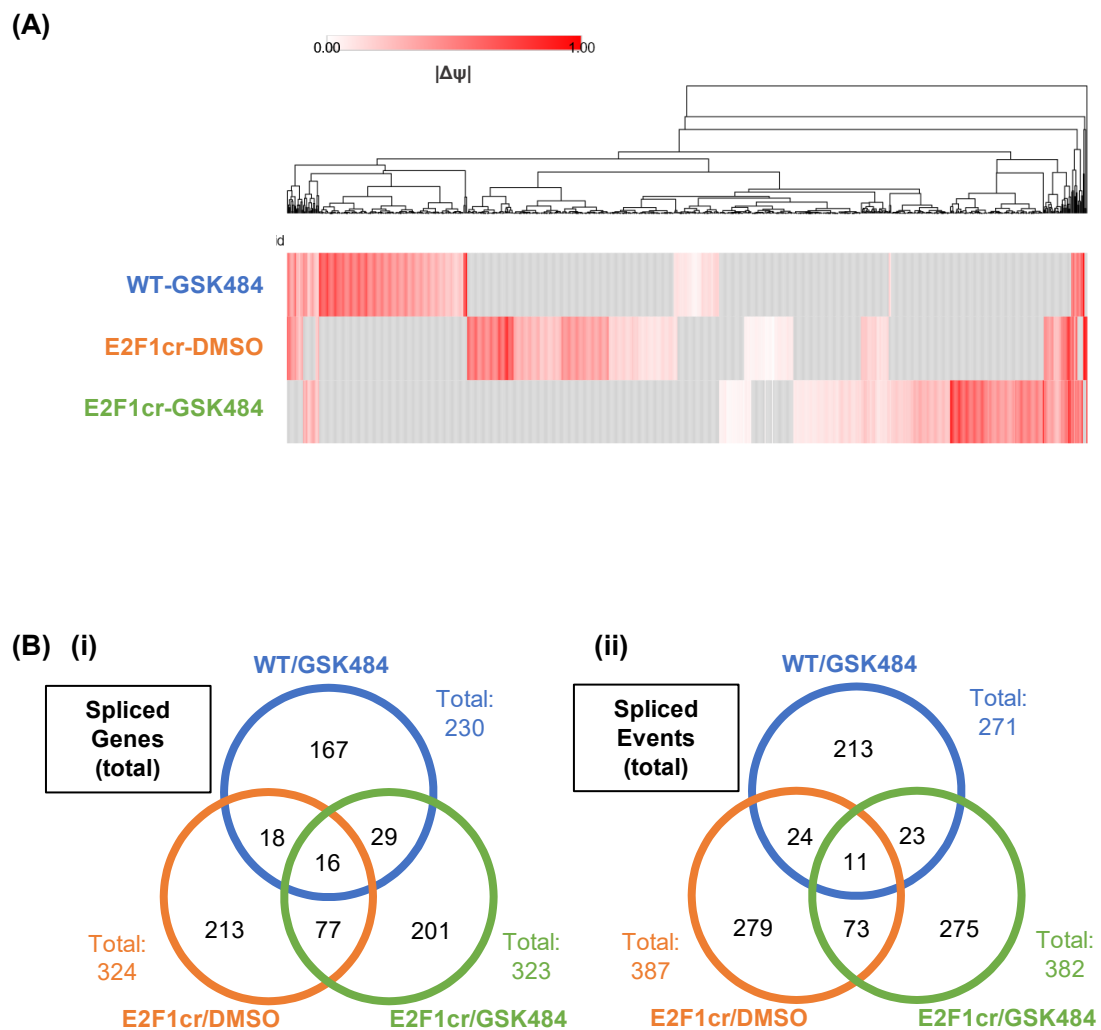 (A)
0.00 1.00
|Δψ|
id
WT-GSK484
E2F1cr-DMSO
E2F1cr-GSK484
(B) (i)
WT/GSK484
Spliced
Genes
(total)
Total:
230
167
18
29
16
213
77
201
Total:
324
Total:
323
E2F1cr/DMSO
E2F1cr/GSK484
(ii)
WT/GSK484
Spliced
Events
(total)
Total:
271
213
24
23
11
279
73
275
Total:
387
Total:
382
E2F1cr/DMSO
E2F1cr/GSK484